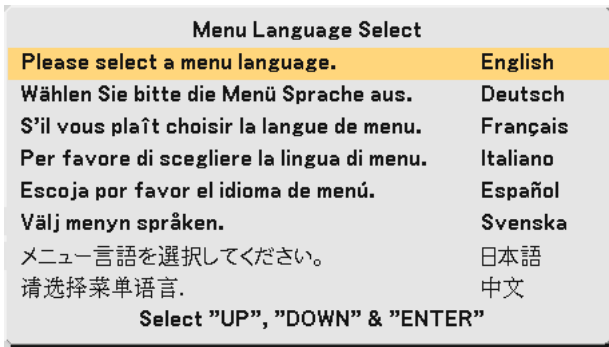 Menu Language Select
Please select a menu language. English
Wählen Sie bitte die Menü Sprache aus. Deutsch
S'il vous plaît choisir la langue de menu. Français
Per favore di scegliere la lingua di menu. Italiano
Escoja por favor el idioma de menú. Español
Välj menyn språken. Svenska
メニュー言語を選択してください。 日本語
请选择菜单语言. 中文
Select ”UP”, ”DOWN” & ”ENTER”